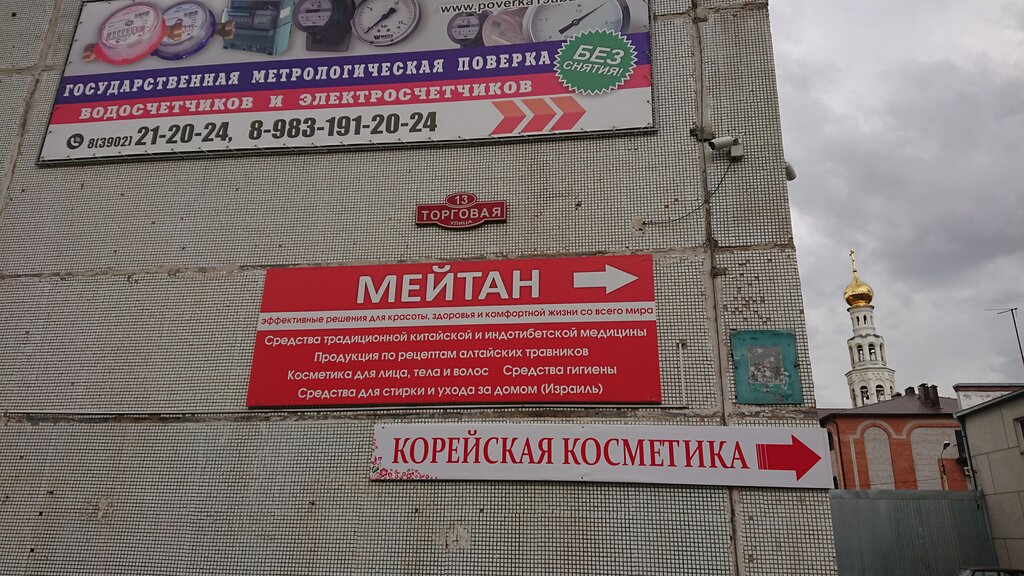 www.poverka19aba
ГОСУДАРСТВЕННАЯ МЕТРОЛОГИЧЕСКАЯ ПОВЕРКА
ВОДОСЧЕТЧИКОВ И ЭЛЕКТРОСЧЕТЧИКОВ
БЕЗ
СНЯТИЯ!
8(3902) 21-20-24, 8-983-191-20-24
13
ТОРГОВАЯ
УЛИЦА
МЕЙТАН
эффективные решения для красоты, здоровья и комфортной жизни со всего мира
Средства традиционной китайской и индотибетской медицины
Продукция по рецептам алтайских травников
Косметика для лица, тела и волос Средства гигиены
Средства для стирки и ухода за домом (Израиль)
КОРЕЙСКАЯ КОСМЕТИКА